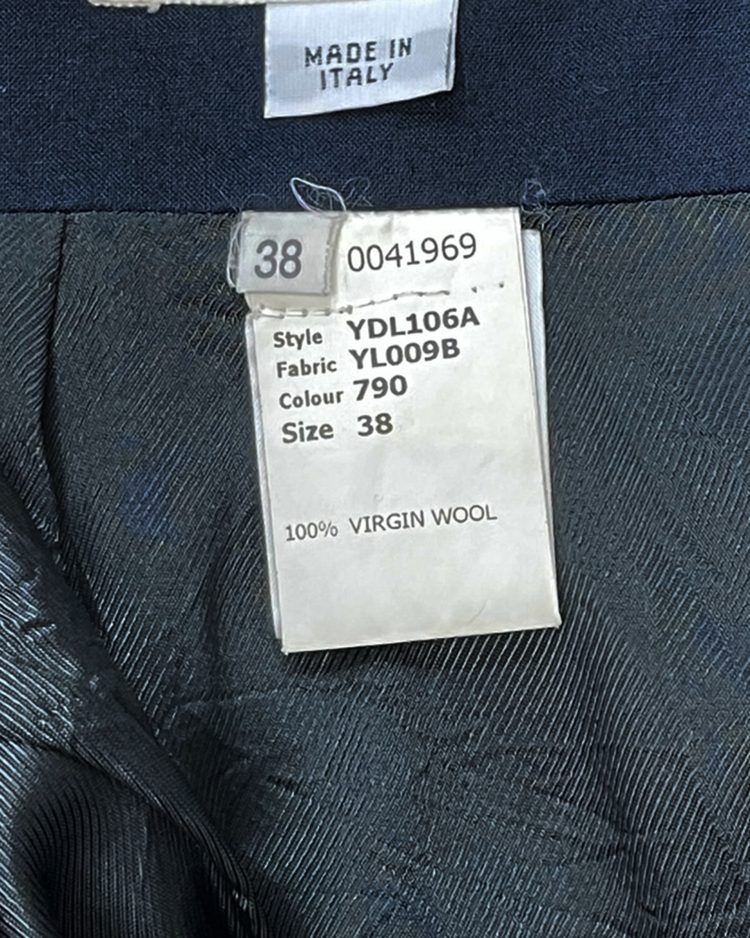 MADE IN
ITALY
38 0041969
Style YDL106A
Fabric YL009B
Colour 790
Size 38
100% VIRGIN WOOL